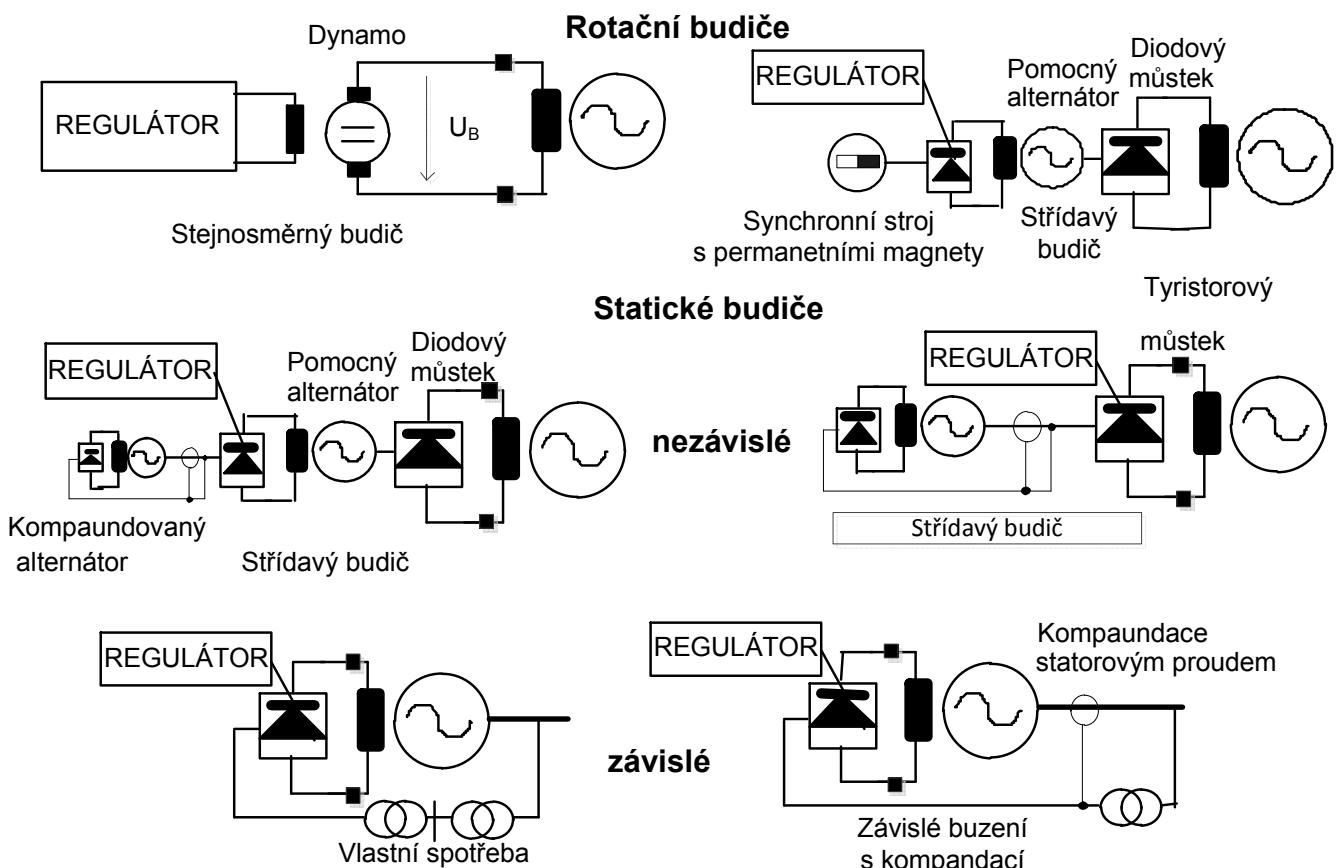 Rotační budiče
Dynamo
REGULÁTOR
U_B
Stejnosměrný budič
REGULÁTOR
Pomocný
alternátor
Diodový
můstek
Synchronní stroj
s permanetními magnety
Střídavý
budič
Statické budiče
REGULÁTOR
Pomocný
alternátor
Diodový
můstek
Kompaundovaný
alternátor
Střídavý budič
nezávislé
Tyristorový
můstek
REGULÁTOR
Střídavý budič
REGULÁTOR
Vlastní spotřeba
závislé
REGULÁTOR
Kompaundace
statorovým proudem
Závislé buzení
s kompandací